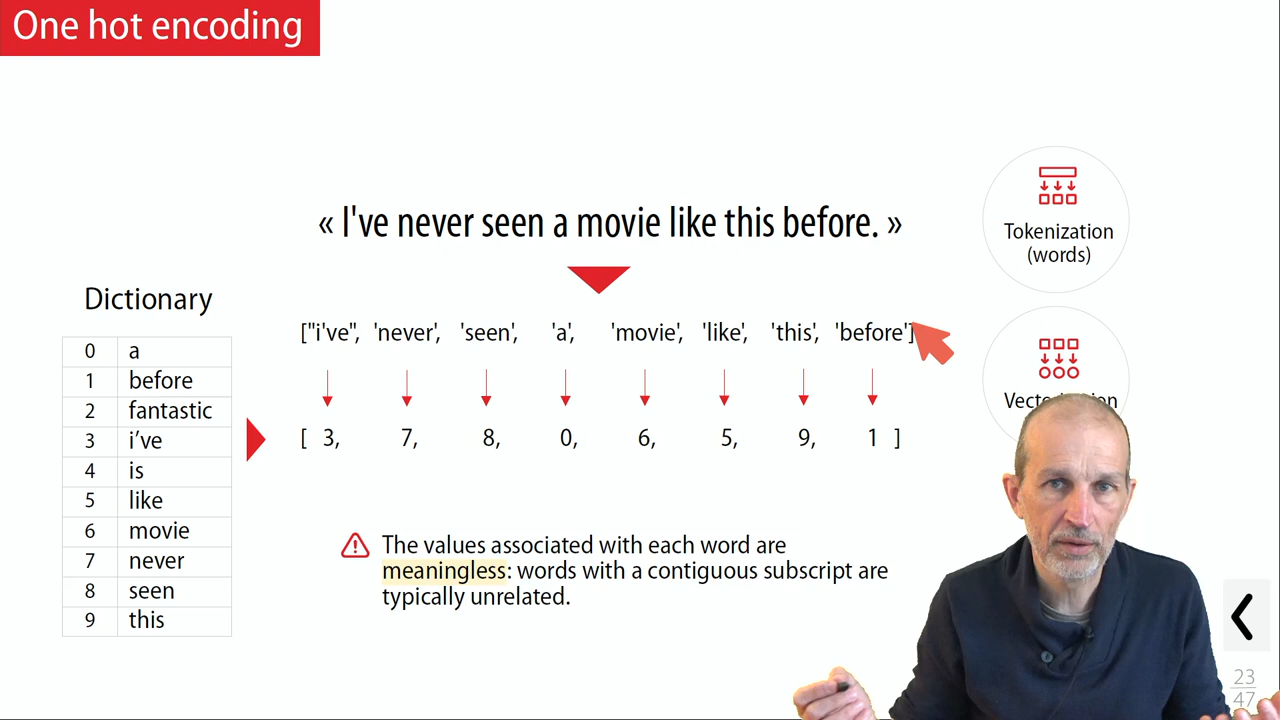 One hot encoding
« I've never seen a movie like this before. »
Tokenization
(words)
Dictionary
["i've", 'never', 'seen', 'a', 'movie', 'like', 'this', 'before']
0 a
1 before
2 fantastic
3 i've
4 is
5 like
6 movie
7 never
8 seen
9 this
[ 3, 7, 8, 0, 6, 5, 9, 1 ]
The values associated with each word are
meaningless: words with a contiguous subscript are
typically unrelated.
23
47